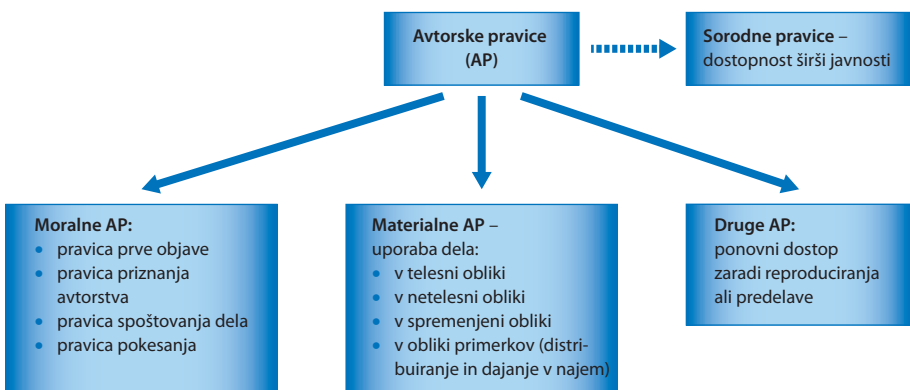 Avtorske pravice
(AP)
Sorodne pravice –
dostopnost širši javnosti
Moralne AP:
• pravica prve objave
• pravica priznanja
avtorstva
• pravica spoštovanja dela
• pravica pokesanja
Materialne AP –
uporaba dela:
• v telesni obliki
• v netelesni obliki
• v spremenjeni obliki
• v obliki primerkov (distri-
buiranje in dajanje v najem)
Druge AP:
ponovni dostop
zaradi reproduciranja
ali predelave